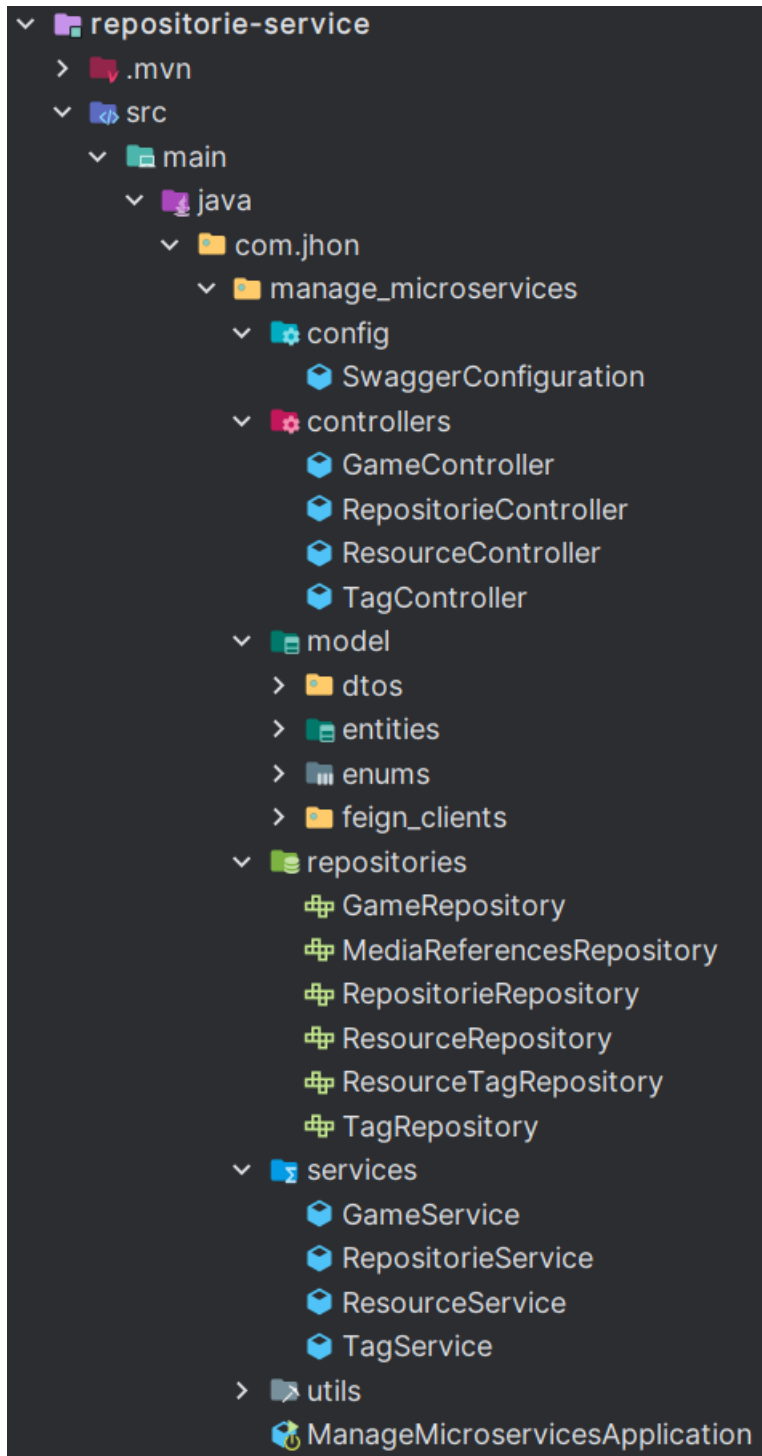 repositorie-service
.mvn
src
main
java
com.jhon
manage_microservices
config
SwaggerConfiguration
controllers
GameController
RepositorieController
ResourceController
TagController
model
dtos
entities
enums
feign_clients
repositories
GameRepository
MediaReferencesRepository
RepositorieRepository
ResourceRepository
ResourceTagRepository
TagRepository
services
GameService
RepositorieService
ResourceService
TagService
utils
ManageMicroservicesApplication